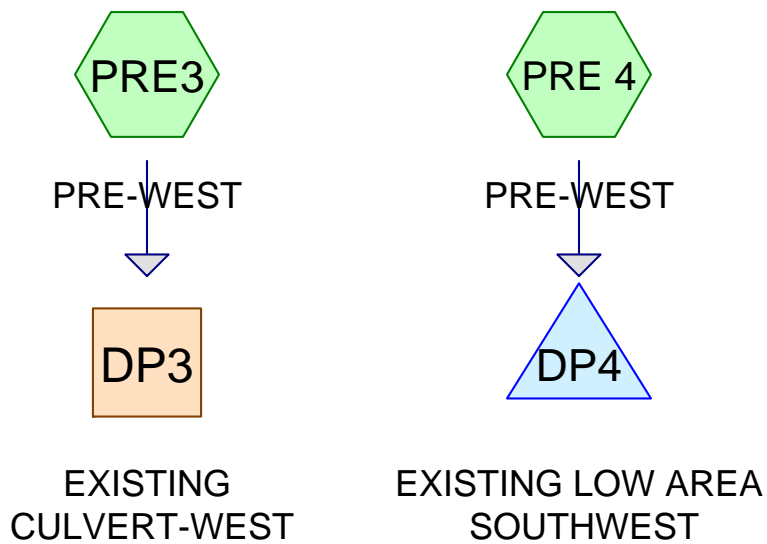 PRE3
PRE 4
PRE-WEST
PRE-WEST
DP3
DP4
EXISTING
CULVERT-WEST
EXISTING LOW AREA
SOUTHWEST